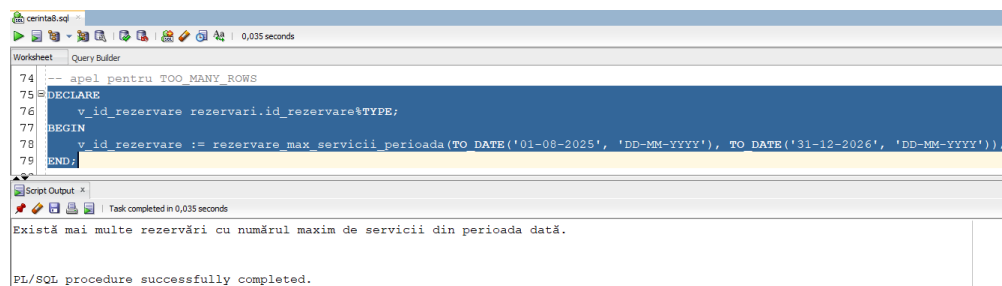 cerinta8.sql
0,035 seconds
Worksheet Query Builder
74 -- apel pentru TOO_MANY_ROWS
75 DECLARE
76 v_id_rezervare rezervari.id_rezervare%TYPE;
77 BEGIN
78 v_id_rezervare := rezervare_max_servicii_perioada(TO_DATE('01-08-2025', 'DD-MM-YYYY'), TO_DATE('31-12-2026', 'DD-MM-YYYY'));
79 END;
Script Output
Task completed in 0,035 seconds
Există mai multe rezervări cu numărul maxim de servicii din perioada dată.
PL/SQL procedure successfully completed.